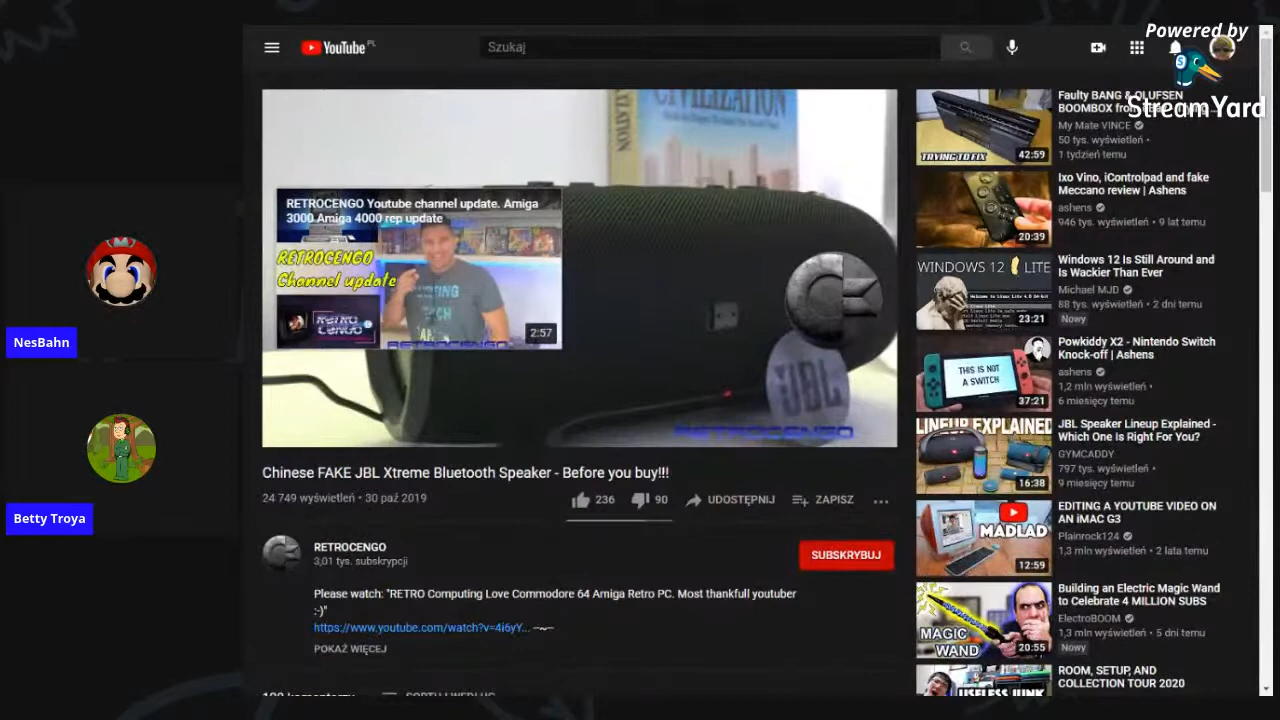 Powered by
StreamYard
YouTube PL
Szukaj
CIVILIZATION
RETROCENGO Youtube channel update. Amiga
3000 Amiga 4000 rep update
RETROCENGO
Channel update
RETRO
CENGO
2:57
RETROCENGO
JBL
RETROCENGO
Chinese FAKE JBL Xtreme Bluetooth Speaker - Before you buy!!!
24 749 wyświetleń • 30 paź 2019
236
90
UDOSTĘPNIJ
ZAPISZ
RETROCENGO
3,01 tys. subskrypcji
SUBSKRYBUJ
Please watch: "RETRO Computing Love Commodore 64 Amiga Retro PC. Most thankfull youtuber
:-)"
https://www.youtube.com/watch?v=4i6yY... -~-
POKAŻ WIĘCEJ
SORTUJ WEDŁUG
NesBahn
Betty Troya
Faulty BANG & OLUFSEN
BOOMBOX
My Mate VINCE
50 tys. wyświetleń •
1 tydzień temu
TRYING TO FIX
42:59
Ixo Vino, iControlpad and fake
Meccano review | Ashens
ashens
946 tys. wyświetleń • 9 lat temu
20:39
WINDOWS 12 LITE
Windows 12 Is Still Around and
Is Wackier Than Ever
Michael MJD
88 tys. wyświetleń • 2 dni temu
Nowy
23:21
THIS IS NOT
A SWITCH
Powkiddy X2 - Nintendo Switch
Knock-off | Ashens
ashens
1,2 mln wyświetleń •
6 miesięcy temu
37:21
LINEUP EXPLAINED
JBL Speaker Lineup Explained -
Which One Is Right For You?
GYMCADDY
797 tys. wyświetleń •
9 miesięcy temu
16:38
MADLAD
EDITING A YOUTUBE VIDEO ON
AN iMAC G3
Plainrock124
1,3 mln wyświetleń • 2 lata temu
12:59
MAGIC
WAND
Building an Electric Magic Wand
to Celebrate 4 MILLION SUBS
ElectroBOOM
1,3 mln wyświetleń • 5 dni temu
Nowy
20:55
USELESS JUNK
ROOM, SETUP, AND
COLLECTION TOUR 2020